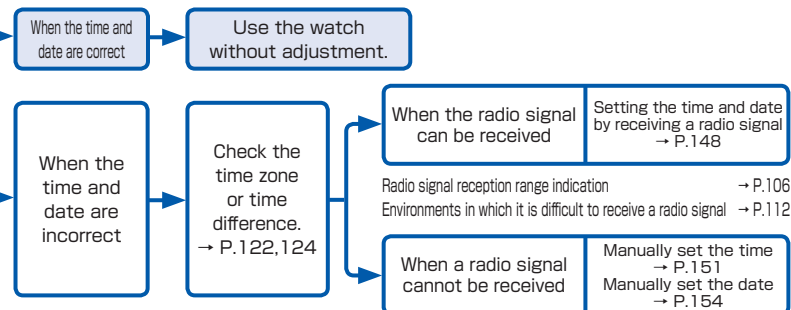 When the time and
date are correct
Use the watch
without adjustment.
When the
time and
date are
incorrect
Check the
time zone
or time
difference.
→ P.122,124
When the radio signal
can be received
Setting the time and date
by receiving a radio signal
→ P.148
Radio signal reception range indication → P.106
Environments in which it is difficult to receive a radio signal → P.112
When a radio signal
cannot be received
Manually set the time
→ P.151
Manually set the date
→ P.154